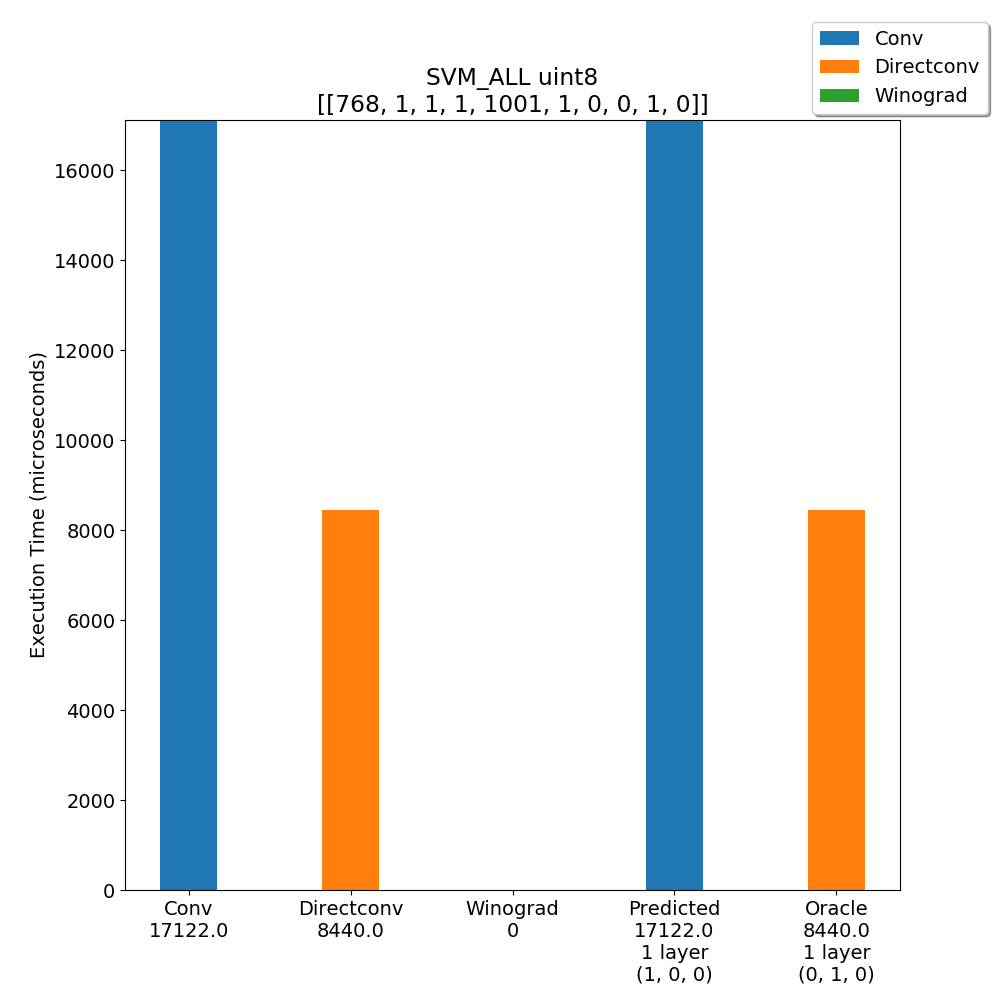 Conv
Directconv
Winograd
SVM_ALL uint8
[[768, 1, 1, 1, 1001, 1, 0, 0, 1, 0]]
Execution Time (microseconds)
16000
14000
12000
10000
8000
6000
4000
2000
0
Conv
17122.0
Directconv
8440.0
Winograd
0
Predicted
17122.0
1 layer
(1, 0, 0)
Oracle
8440.0
1 layer
(0, 1, 0)